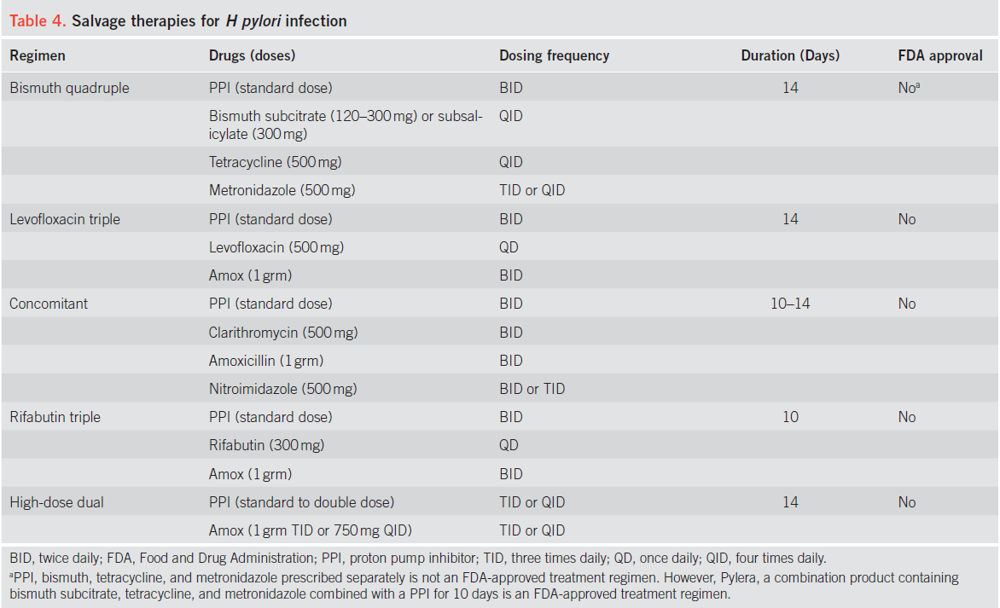 Table 4. Salvage therapies for H pylori infection
Regimen Drugs (doses) Dosing frequency Duration (Days) FDA approval
Bismuth quadruple PPI (standard dose) BID 14 Noᵃ
Bismuth subcitrate (120–300 mg) or subsal- QID
icylate (300 mg)
Tetracycline (500 mg) QID
Metronidazole (500 mg) TID or QID
Levofloxacin triple PPI (standard dose) BID 14 No
Levofloxacin (500 mg) QD
Amox (1 grm) BID
Concomitant PPI (standard dose) BID 10–14 No
Clarithromycin (500 mg) BID
Amoxicillin (1 grm) BID
Nitroimidazole (500 mg) BID or TID
Rifabutin triple PPI (standard dose) BID 10 No
Rifabutin (300 mg) QD
Amox (1 grm) BID
High-dose dual PPI (standard to double dose) TID or QID 14 No
Amox (1 grm TID or 750 mg QID) TID or QID
BID, twice daily; FDA, Food and Drug Administration; PPI, proton pump inhibitor; TID, three times daily; QD, once daily; QID, four times daily.
ᵃPPI, bismuth, tetracycline, and metronidazole prescribed separately is not an FDA-approved treatment regimen. However, Pylera, a combination product containing
bismuth subcitrate, tetracycline, and metronidazole combined with a PPI for 10 days is an FDA-approved treatment regimen.